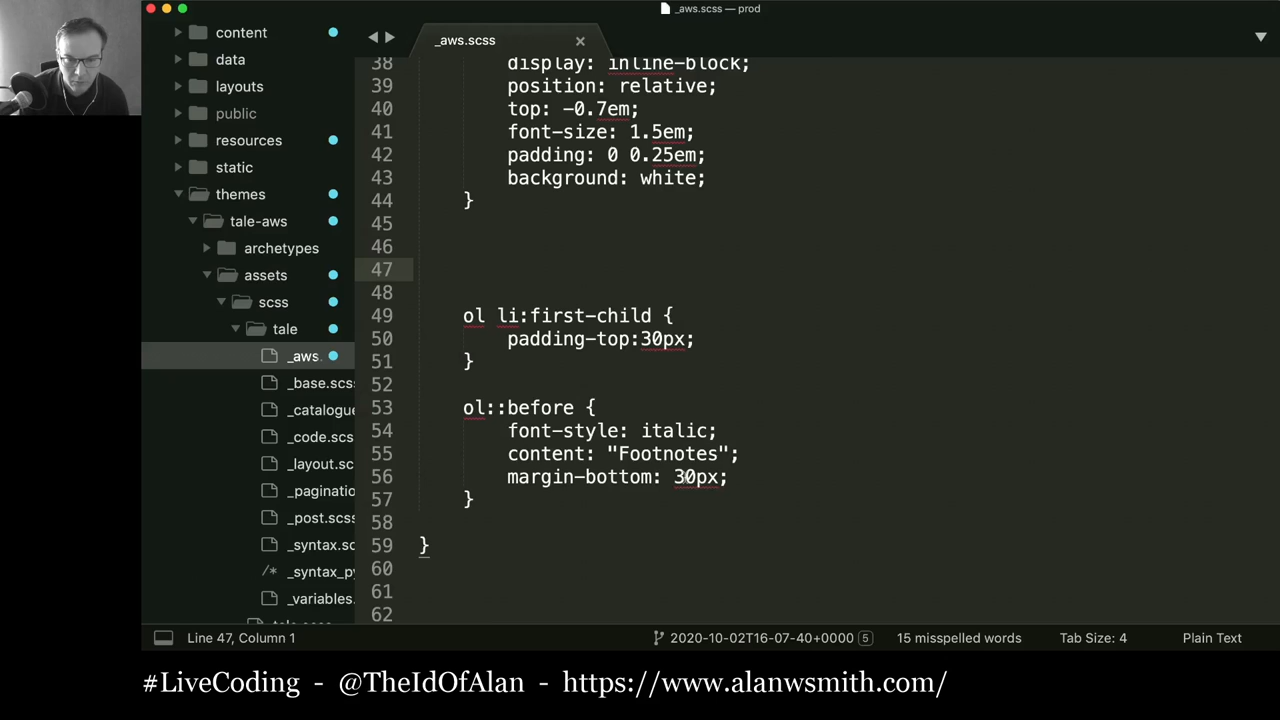 _aws.scss — prod
content
data
layouts
public
resources
static
themes
tale-aws
archetypes
assets
scss
tale
_aws.
_base.scss
_catalogue
_code.scs
_layout.sc
_paginatio
_post.scss
_syntax.sc
/* _syntax_py
_variables.
_aws.scss
38 display: inline-block;
39 position: relative;
40 top: -0.7em;
41 font-size: 1.5em;
42 padding: 0 0.25em;
43 background: white;
44 }
45
46
47
48
49 ol li:first-child {
50 padding-top:30px;
51 }
52
53 ol::before {
54 font-style: italic;
55 content: "Footnotes";
56 margin-bottom: 30px;
57 }
58
59 }
60
61
62
Line 47, Column 1
2020-10-02T16-07-40+0000 5
15 misspelled words
Tab Size: 4
Plain Text
#LiveCoding - @TheIdOfAlan - https://www.alanwsmith.com/